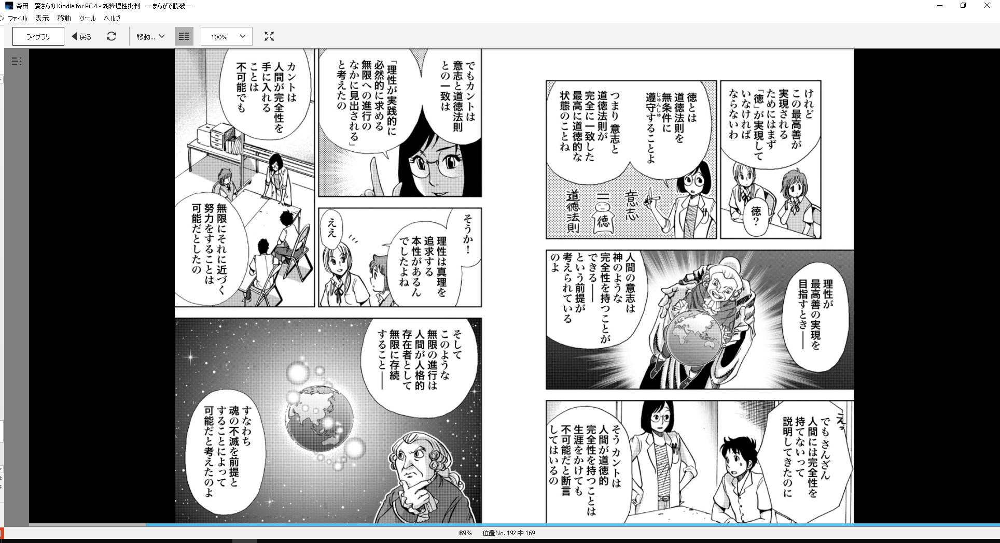 森田　賢さんの Kindle for PC 4 - 純粋理性批判　―まんがで読破―
ファイル
表示
移動
ツール
ヘルプ
ライブラリ
戻る
移動...
100%
けれど
この最高善が
実現される
ためにはまず
「徳」が実現して
いなければ
ならないわ
徳？
徳とは
道徳法則を
無条件に
遵守することよ
じゅんしゅ
つまり 意志と
道徳法則が
完全に一致した
最高に道徳的な
状態のことね
意志
＝
徳
道徳法則
理性が
最高善の実現を
目指すとき――
人間の意志は
神のような
完全性を持つことが
できる――
という前提が
考えられている
のよ
えっ
でも さんざん
人間には完全性を
持てないって
説明してきたのに
そう カントは
人間が道徳的
完全性を持つことは
生涯をかけても
不可能だと断言
してはいるの
でもカントは
意志と道徳法則
との一致は
「理性が実践的に
必然的に求める
無限への進行の
なかに見出される」
と考えたの
そうか！
理性は真理を
追求する
本性があるん
でしたよね
ええ
カントは
人間が完全性を
手に入れる
ことは
不可能でも
無限にそれに近づく
努力をすることは
可能だとしたの
そして
このような
無限の進行は
人間が人格的
存在者として
無限に存続
すること――
すなわち
魂の不滅を前提と
することによって
可能だと考えたのよ
89%
位置No. 192 中 169